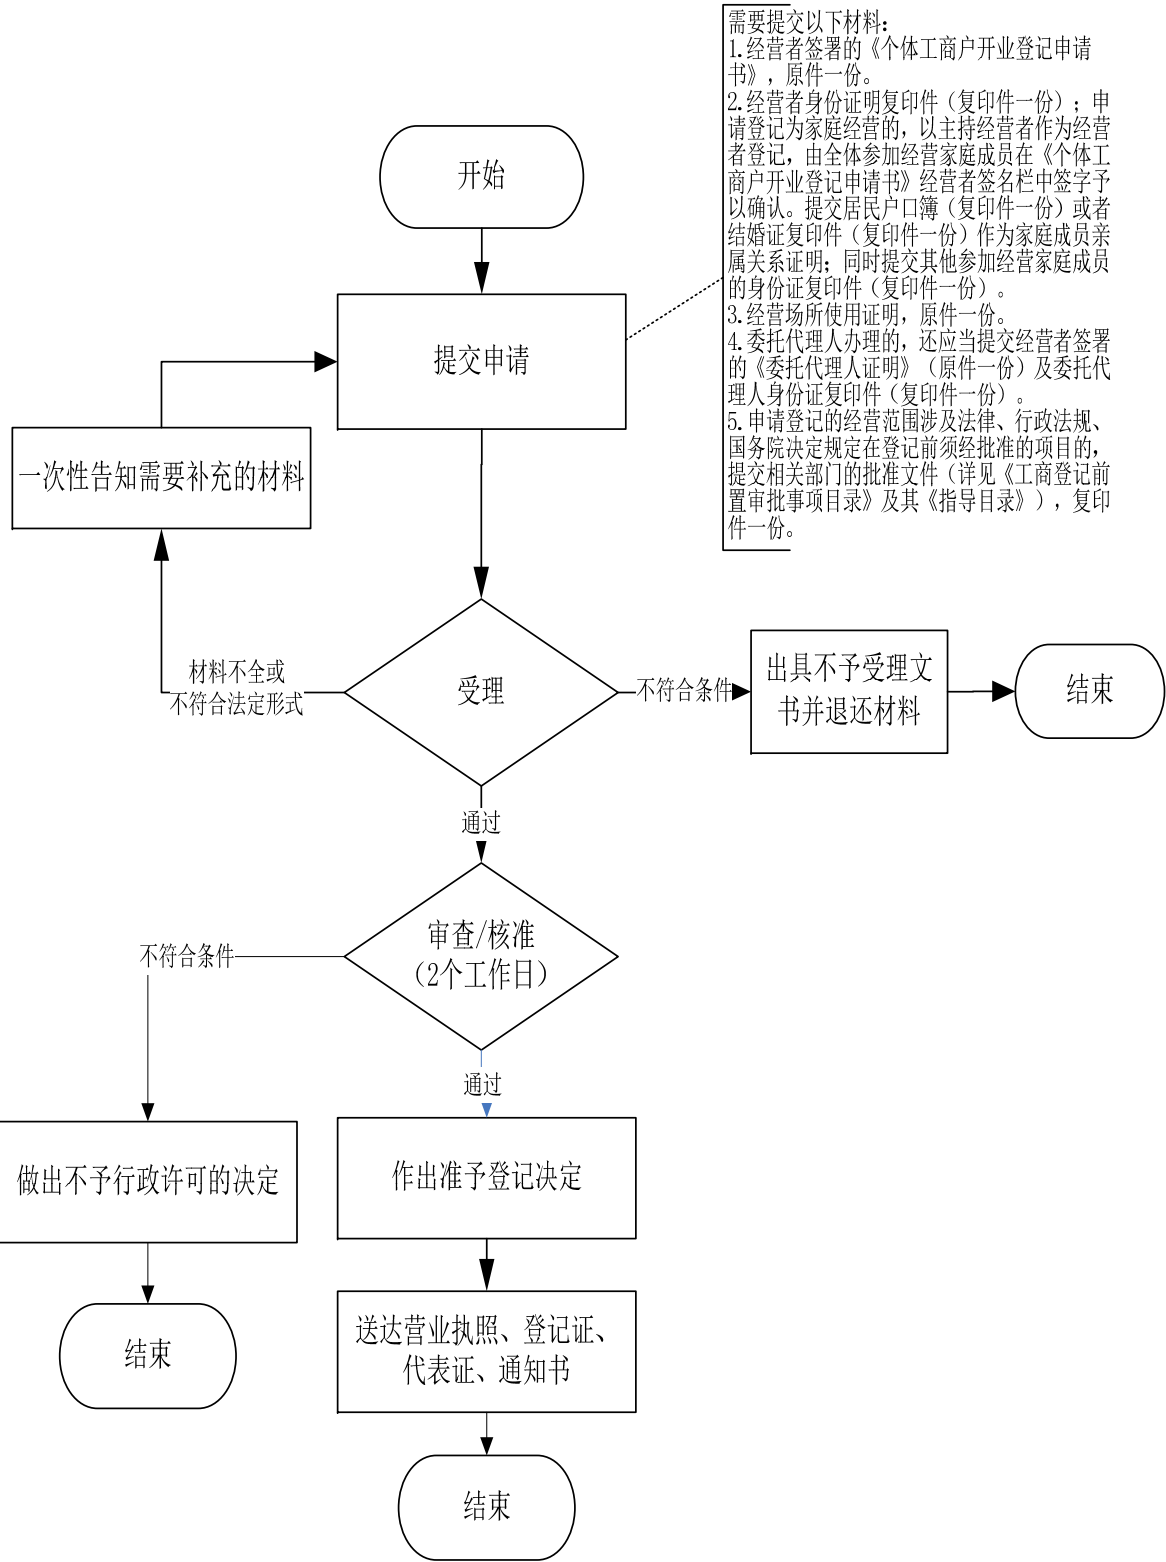 需要提交以下材料：
1.经营者签署的《个体工商户开业登记申请
书》，原件一份。
2.经营者身份证明复印件（复印件一份）；申
请登记为家庭经营的，以主持经营者作为经营
者登记，由全体参加经营家庭成员在《个体工
商户开业登记申请书》经营者签名栏中签字予
以确认。提交居民户口簿（复印件一份）或者
结婚证复印件（复印件一份）作为家庭成员亲
属关系证明；同时提交其他参加经营家庭成员
的身份证复印件（复印件一份）。
3.经营场所使用证明，原件一份。
4.委托代理人办理的，还应当提交经营者签署
的《委托代理人证明》（原件一份）及委托代
理人身份证复印件（复印件一份）。
5.申请登记的经营范围涉及法律、行政法规、
国务院决定规定在登记前须经批准的项目的，
提交相关部门的批准文件（详见《工商登记前
置审批事项目录》及其《指导目录》），复印
件一份。
开始
提交申请
一次性告知需要补充的材料
材料不全或
不符合法定形式
受理
不符合条件
出具不予受理文
书并退还材料
结束
通过
审查/核准
（2个工作日）
不符合条件
通过
做出不予行政许可的决定
作出准予登记决定
结束
送达营业执照、登记证、
代表证、通知书
结束